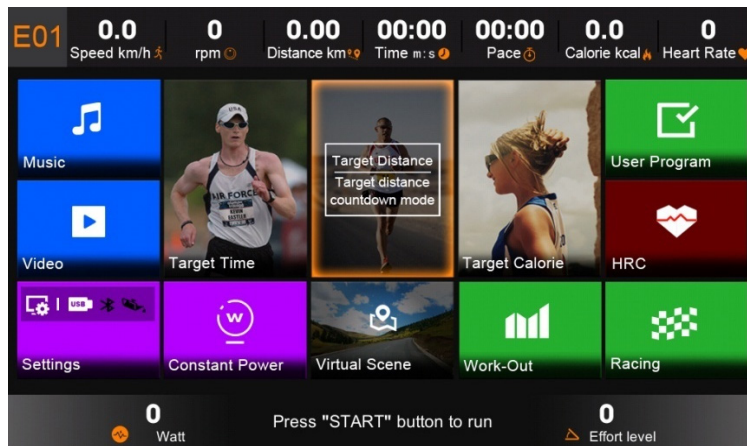 E01
0.0
Speed km/h
0
rpm
0.00
Distance km
00:00
Time m:s
00:00
Pace
0.0
Calorie kcal
0
Heart Rate
Music
USA
AIR FORCE
Target Time
Target Distance
Target distance
countdown mode
Target Calorie
User Program
Video
HRC
USB
Settings
W
Constant Power
Virtual Scene
Work-Out
Racing
0
Watt
Press "START" button to run
0
Effort level